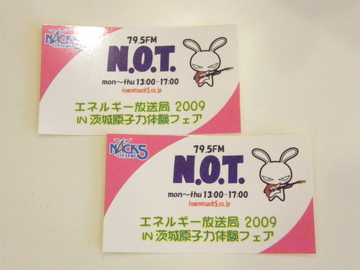 NACK5
79.5FM
N.O.T.
mon〜thu 13:00-17:00
エネルギー放送局 2009
IN 茨城原子力体験フェア
NACK5
79.5FM
N.O.T.
mon〜thu 13:00-17:00
エネルギー放送局 2009
IN 茨城原子力体験フェア